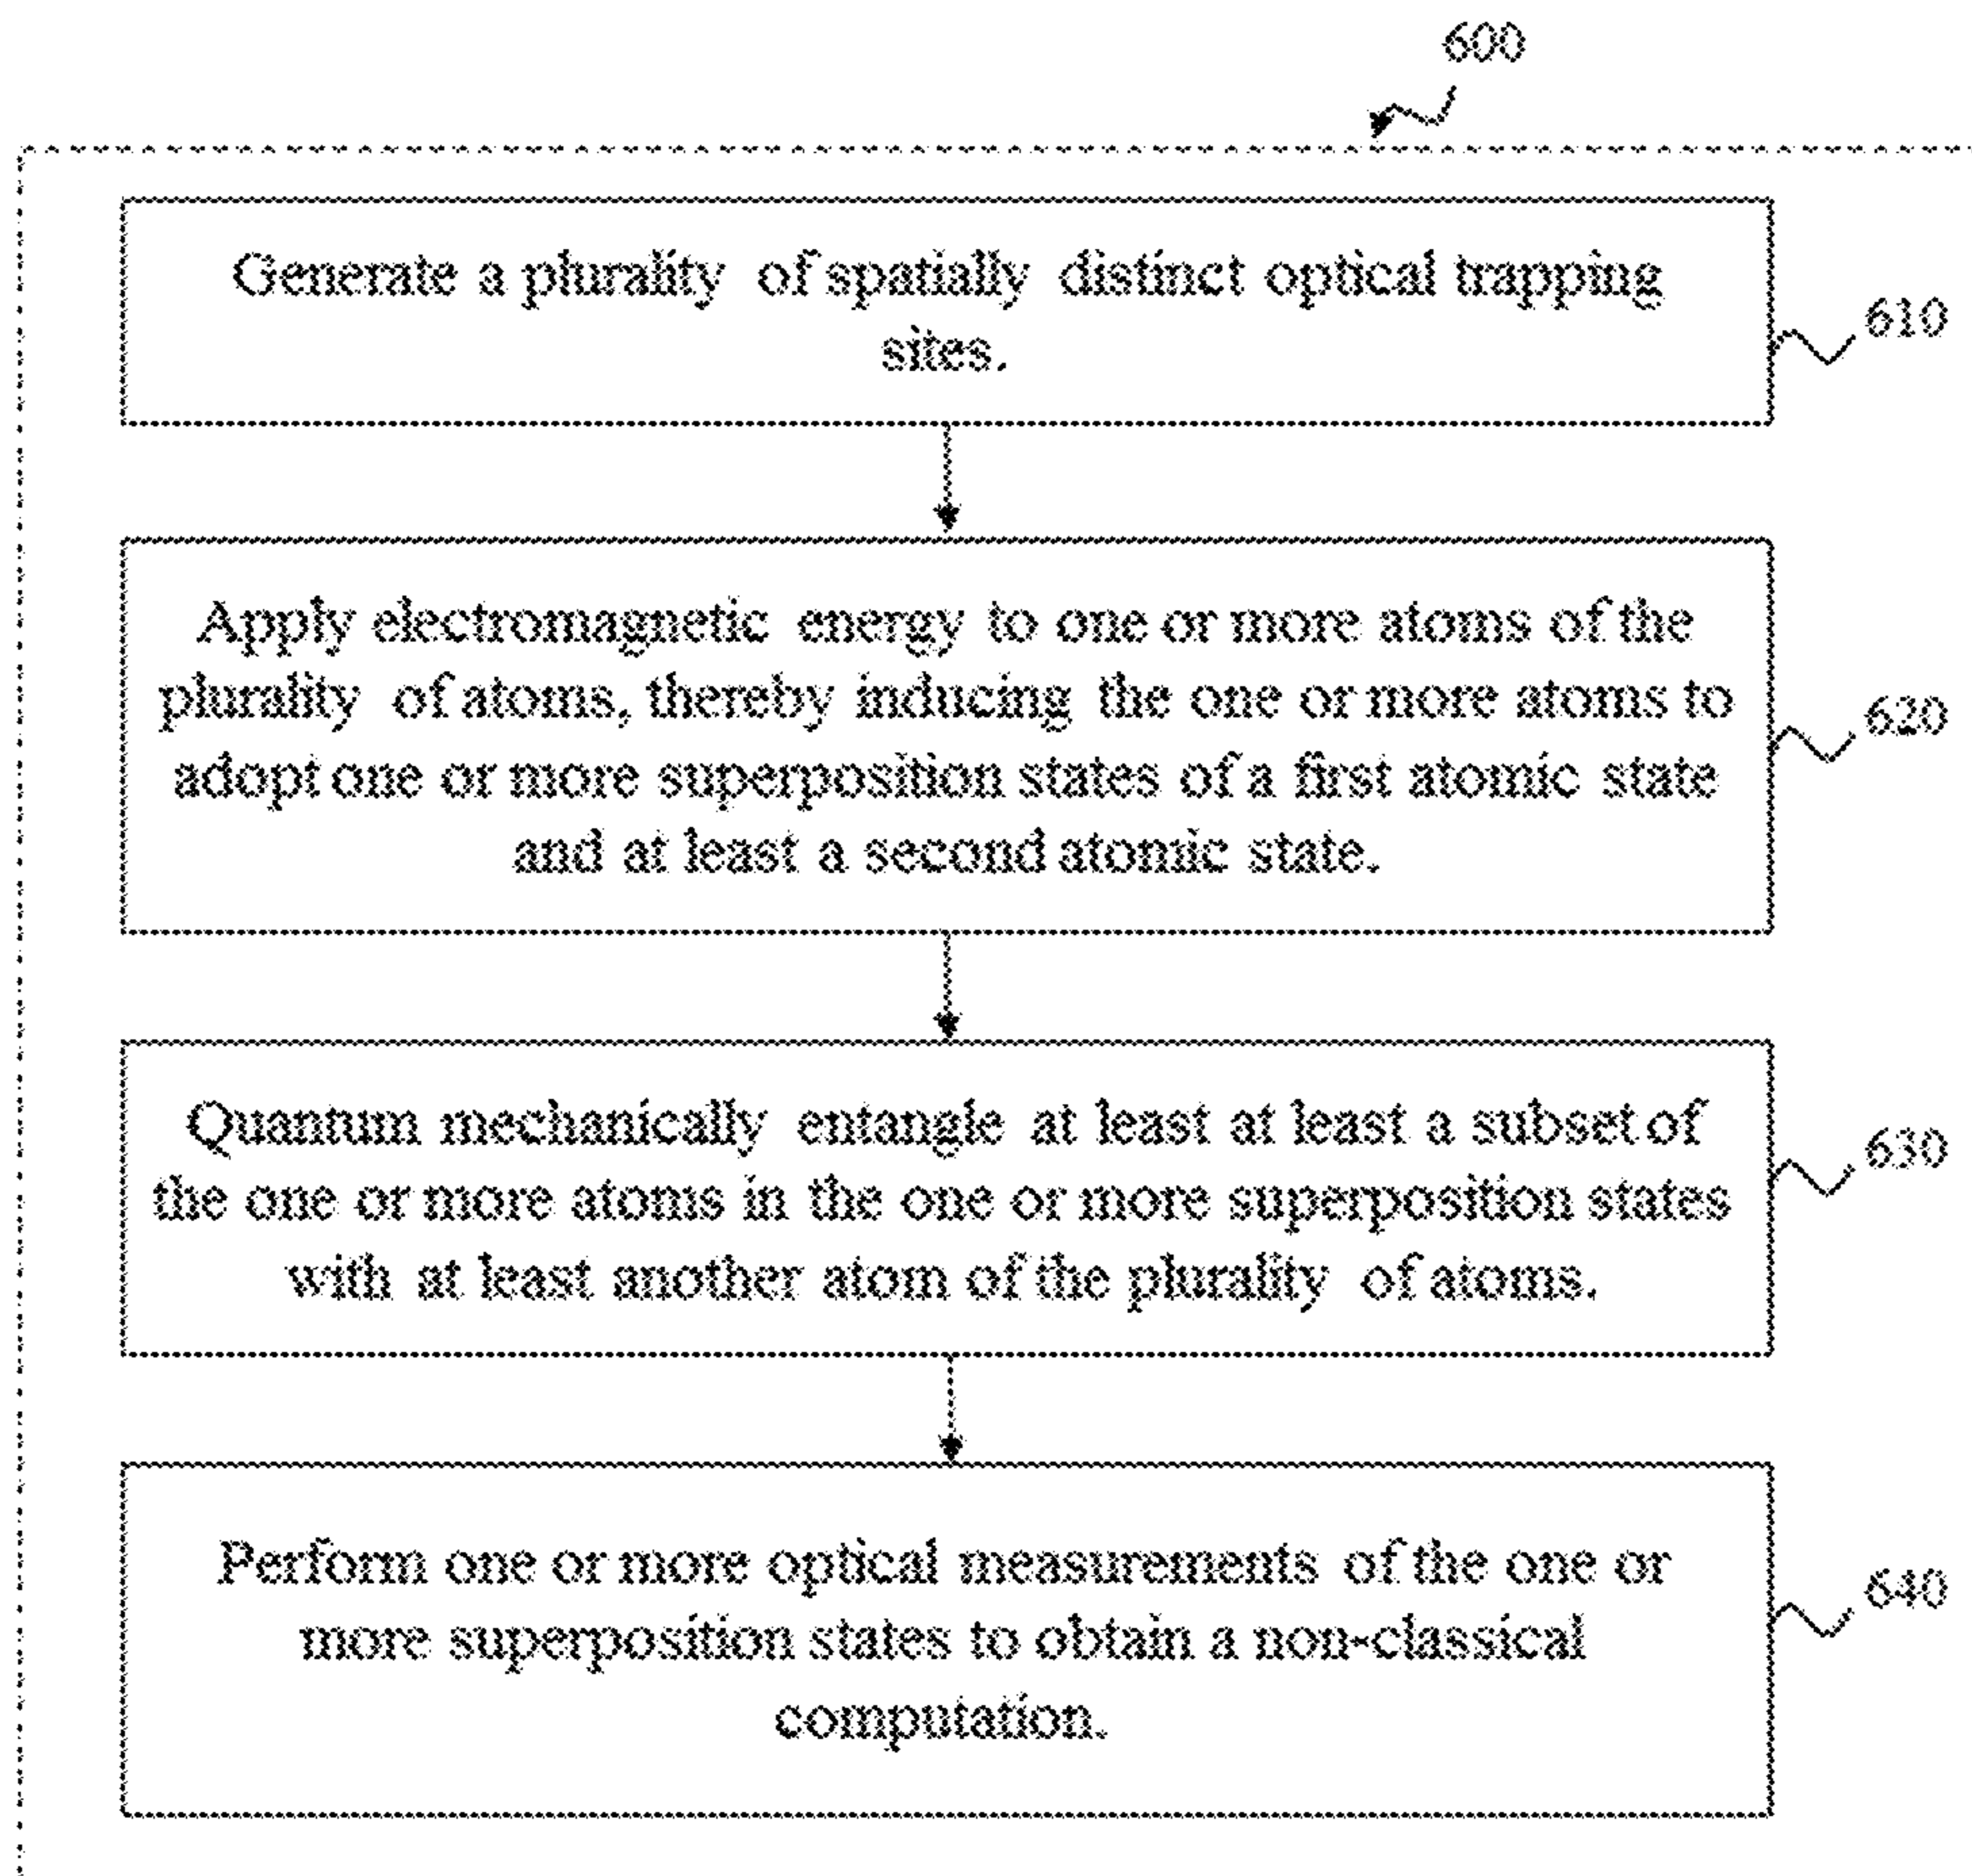 600
Generate a plurality of spatially distinct optical trapping
sites.
610
Apply electromagnetic energy to one or more atoms of the
plurality of atoms, thereby inducing the one or more atoms to
adopt one or more superposition states of a first atomic state
and at least a second atomic state.
620
Quantum mechanically entangle at least at least a subset of
the one or more atoms in the one or more superposition states
with at least another atom of the plurality of atoms.
630
Perform one or more optical measurements of the one or
more superposition states to obtain a non-classical
computation.
640